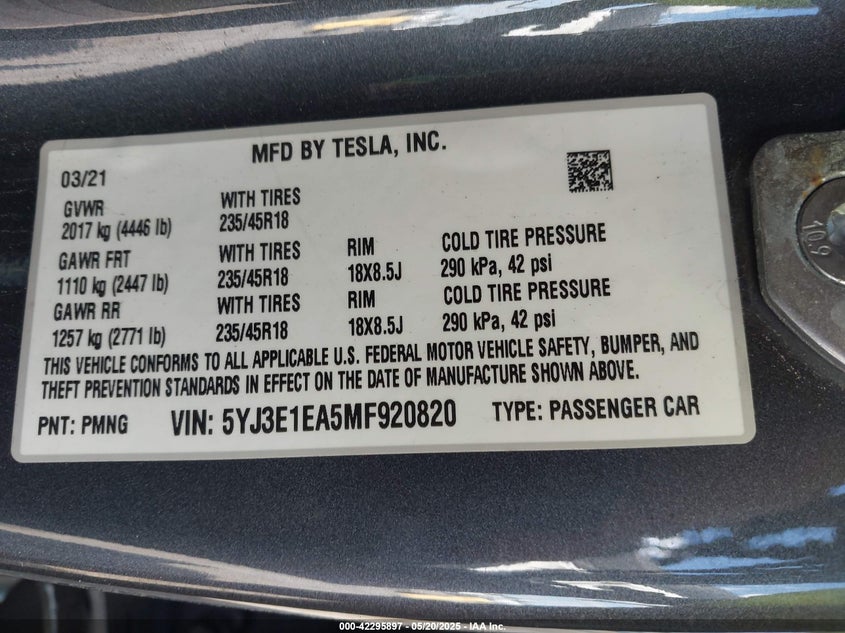 MFD BY TESLA, INC.
03/21
GVWR WITH TIRES
2017 kg (4446 lb) 235/45R18
GAWR FRT WITH TIRES RIM COLD TIRE PRESSURE
1110 kg (2447 lb) 235/45R18 18X8.5J 290 kPa, 42 psi
GAWR RR WITH TIRES RIM COLD TIRE PRESSURE
1257 kg (2771 lb) 235/45R18 18X8.5J 290 kPa, 42 psi
THIS VEHICLE CONFORMS TO ALL APPLICABLE U.S. FEDERAL MOTOR VEHICLE SAFETY, BUMPER, AND
THEFT PREVENTION STANDARDS IN EFFECT ON THE DATE OF MANUFACTURE SHOWN ABOVE.
PNT: PMNG VIN: 5YJ3E1EA5MF920820 TYPE: PASSENGER CAR
10.9
000-42295897 - 05/20/2025 - IAA Inc.